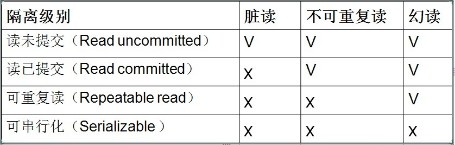 隔离级别 脏读 不可重复读 幻读
读未提交（Read uncommitted） V V V
读已提交（Read committed） x V V
可重复读（Repeatable read） x x V
可串行化（Serializable ） x x x